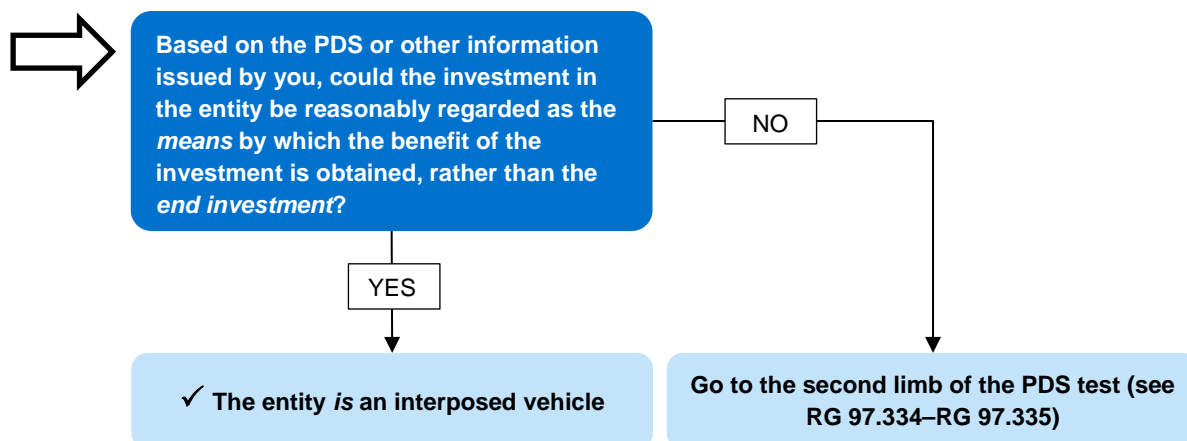 Based on the PDS or other information
issued by you, could the investment in
the entity be reasonably regarded as the
means by which the benefit of the
investment is obtained, rather than the
end investment?
NO
YES
✓ The entity is an interposed vehicle
Go to the second limb of the PDS test (see
RG 97.334–RG 97.335)